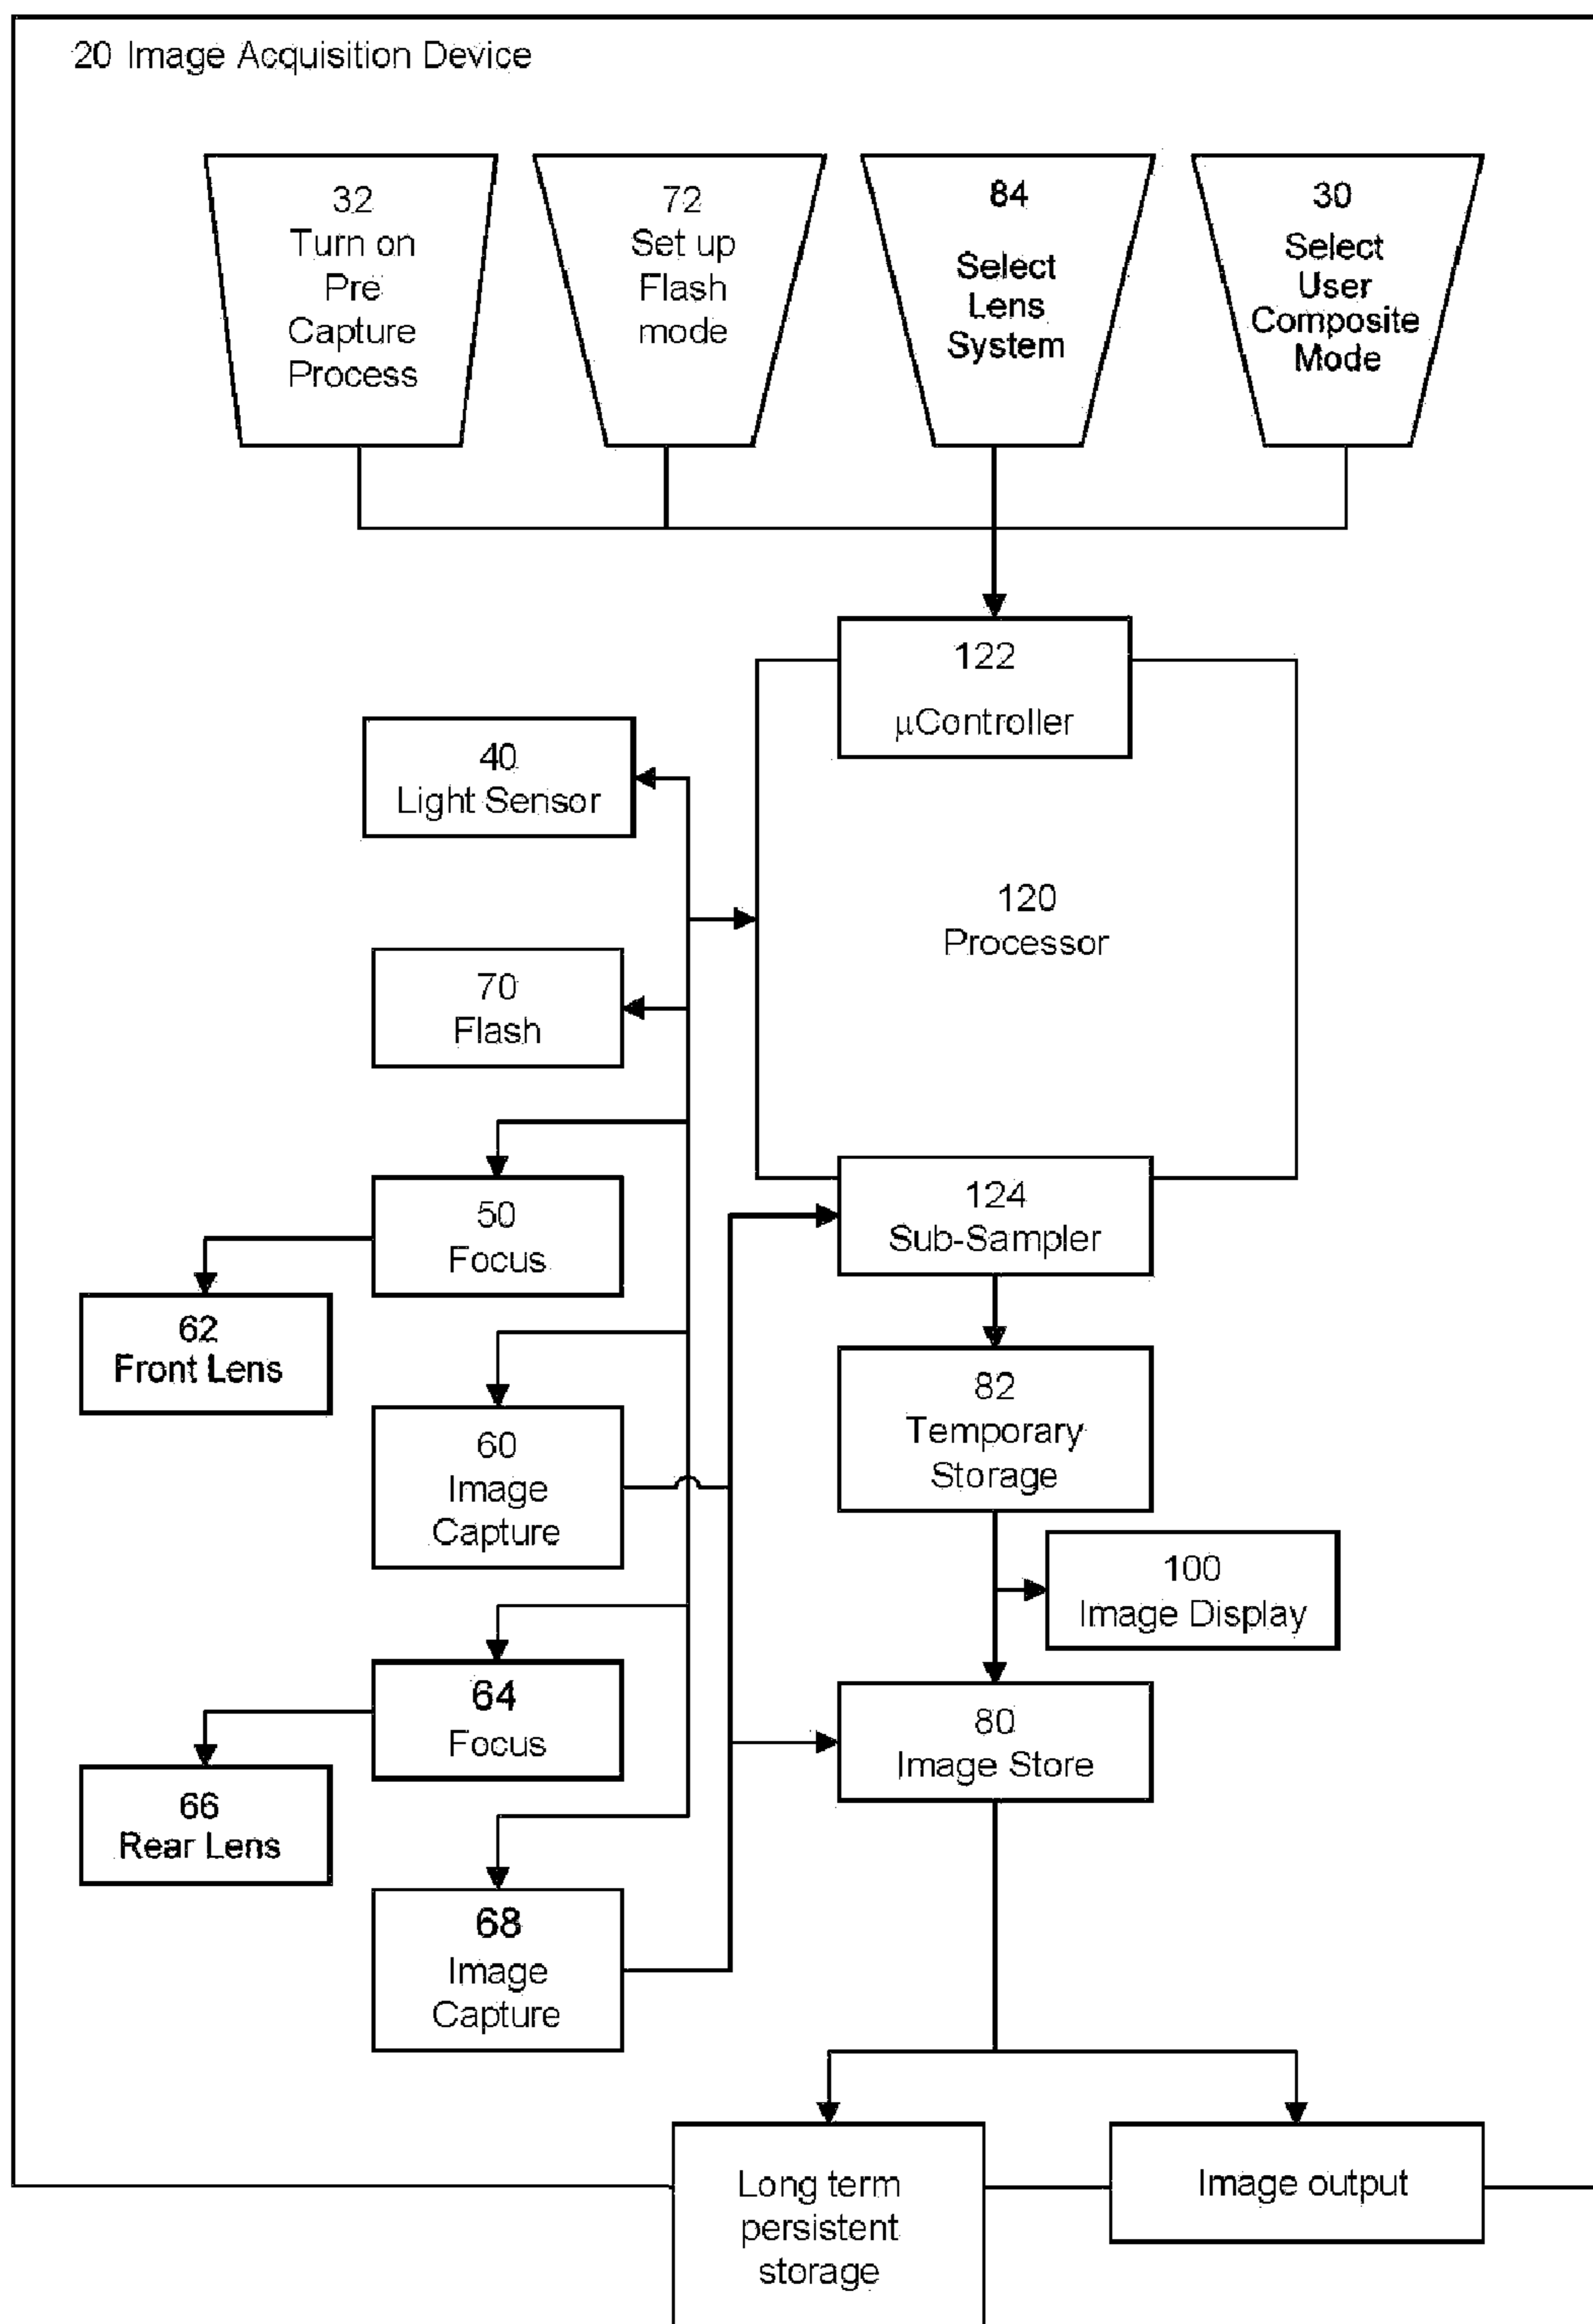 20 Image Acquisition Device
32
Turn on
Pre
Capture
Process
72
Set up
Flash
mode
84
Select
Lens
System
30
Select
User
Composite
Mode
122
µController
40
Light Sensor
120
Processor
70
Flash
50
Focus
124
Sub-Sampler
62
Front Lens
60
Image
Capture
82
Temporary
Storage
100
Image Display
64
Focus
80
Image Store
66
Rear Lens
68
Image
Capture
Long term
persistent
storage
Image output